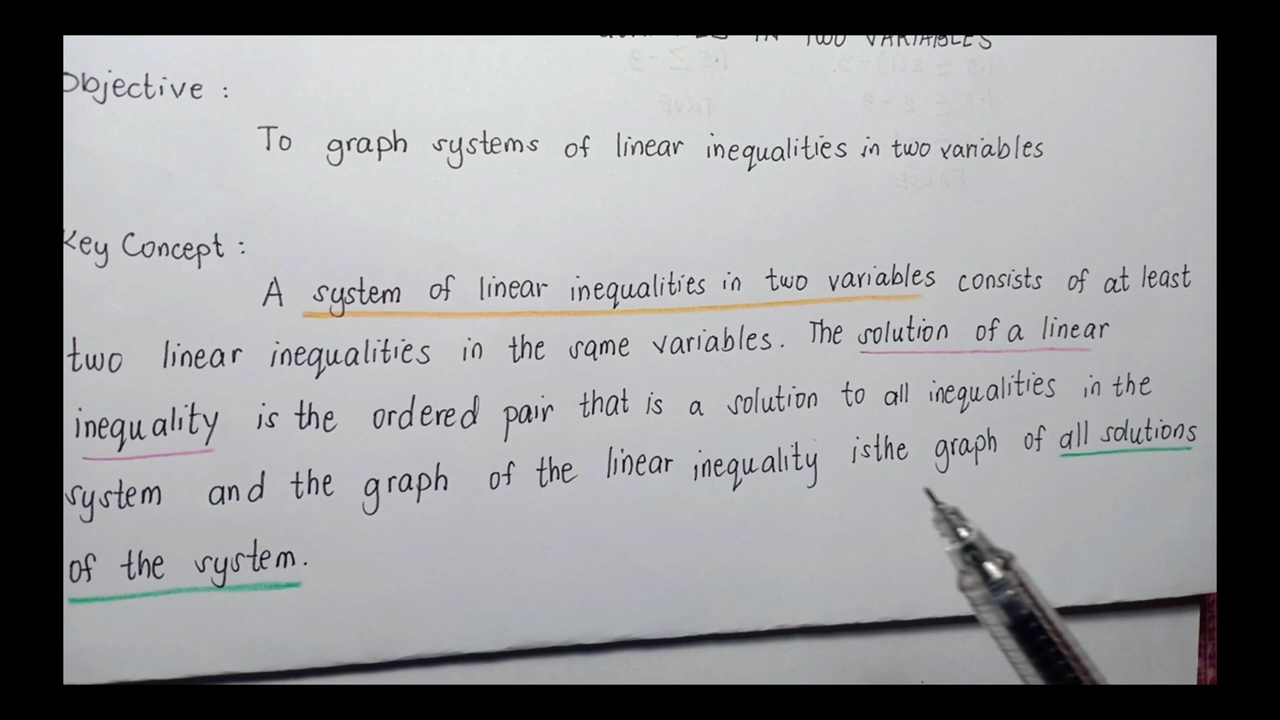 IN TWO VARIABLES
Objective :
To graph systems of linear inequalities in two variables
Key Concept :
A system of linear inequalities in two variables consists of at least
two linear inequalities in the same variables. The solution of a linear
inequality is the ordered pair that is a solution to all inequalities in the
system and the graph of the linear inequality isthe graph of all solutions
of the system.